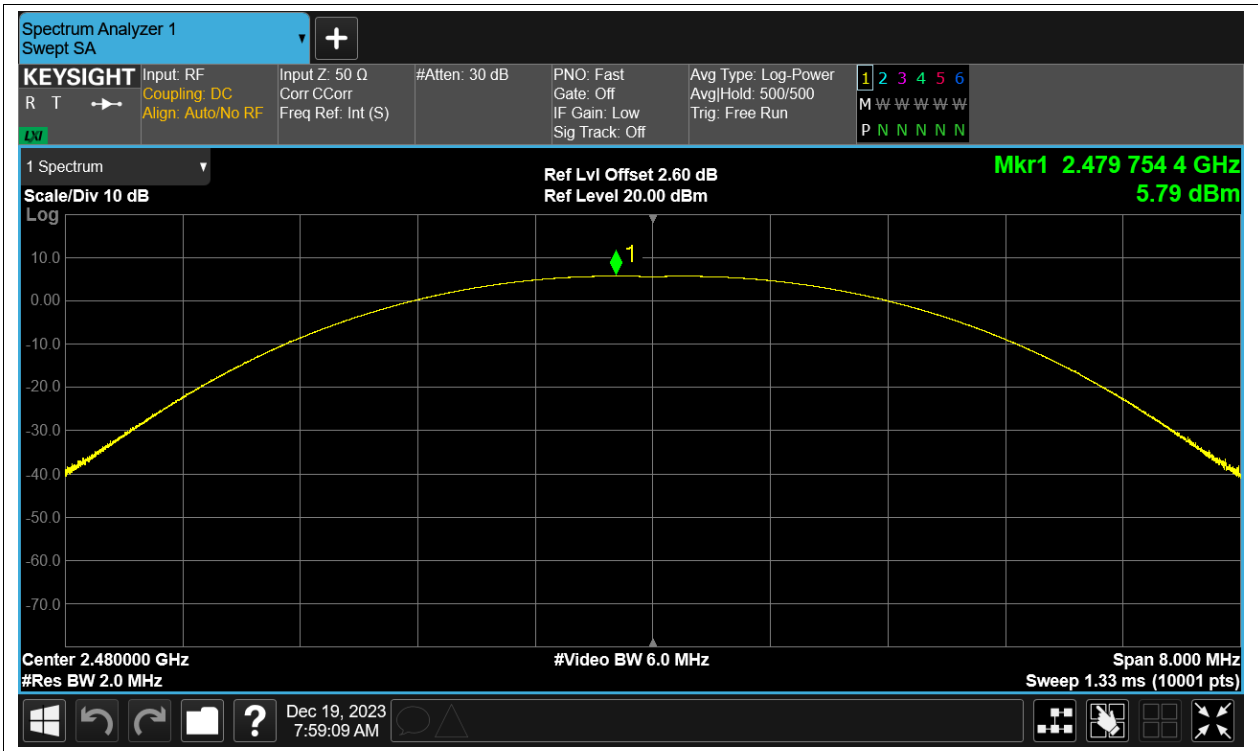 Spectrum Analyzer 1
Swept SA
KEYSIGHT
R T
LXI
Input: RF
Coupling: DC
Align: Auto/No RF
Input Z: 50 Ω
Corr CCorr
Freq Ref: Int (S)
#Atten: 30 dB
PNO: Fast
Gate: Off
IF Gain: Low
Sig Track: Off
Avg Type: Log-Power
Avg|Hold: 500/500
Trig: Free Run
1 2 3 4 5 6
M W W W W W
P N N N N N
1 Spectrum
Scale/Div 10 dB
Log
Ref Lvl Offset 2.60 dB
Ref Level 20.00 dBm
Mkr1 2.479 754 4 GHz
5.79 dBm
1
10.0
0.00
-10.0
-20.0
-30.0
-40.0
-50.0
-60.0
-70.0
Center 2.480000 GHz
#Res BW 2.0 MHz
#Video BW 6.0 MHz
Span 8.000 MHz
Sweep 1.33 ms (10001 pts)
?
Dec 19, 2023
7:59:09 AM